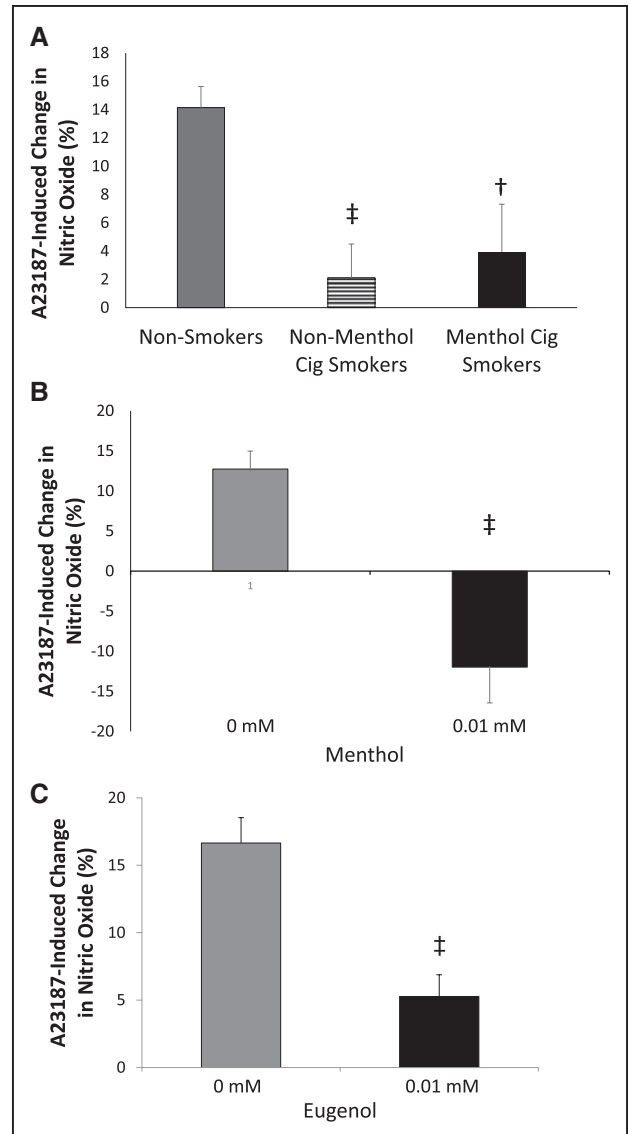 A
A23187-Induced Change in
Nitric Oxide (%)
18
16
14
12
10
8
6
4
2
0
‡
†
Non-Smokers
Non-Menthol
Cig Smokers
Menthol Cig
Smokers
B
A23187-Induced Change in
Nitric Oxide (%)
20
15
10
5
0
-5
-10
-15
-20
1
‡
0 mM
0.01 mM
Menthol
C
A23187-Induced Change
in Nitric Oxide (%)
20
15
10
5
0
‡
0 mM
0.01 mM
Eugenol